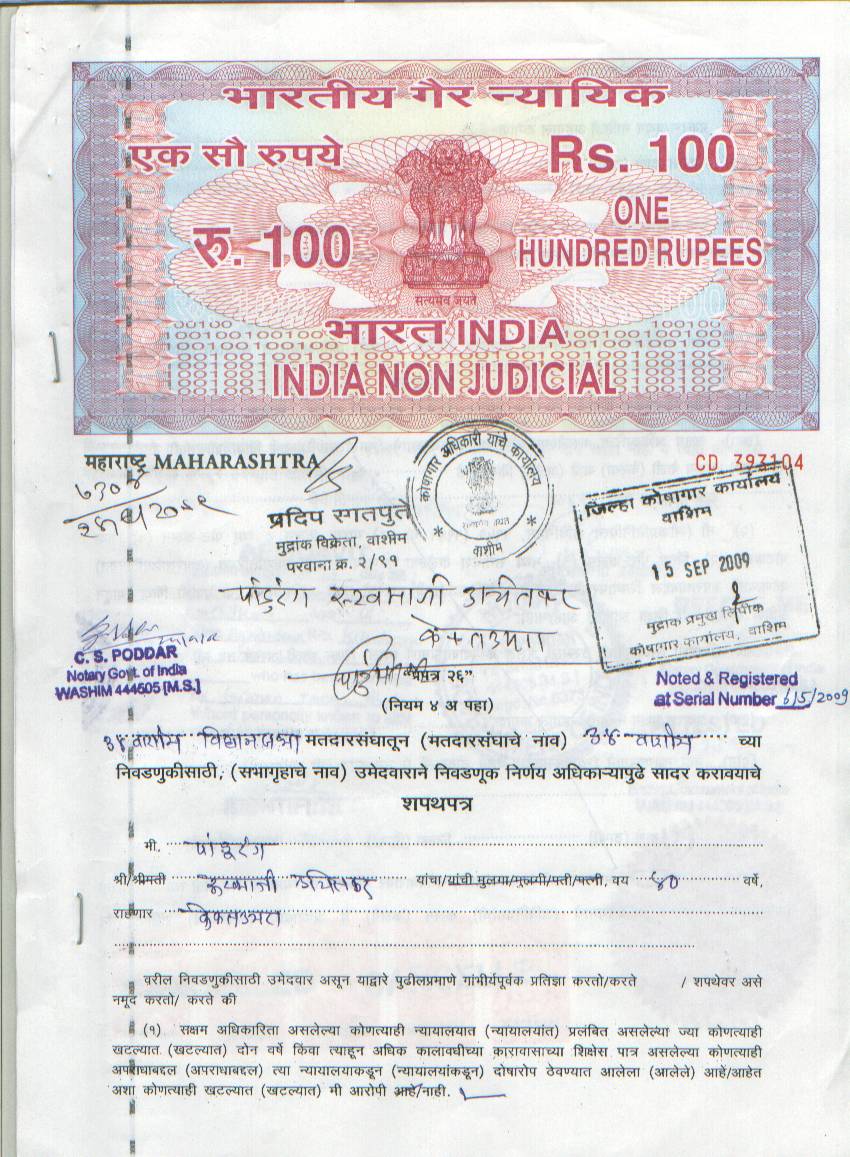 भारतीय गैर न्यायिक
एक सौ रुपये
Rs. 100
रु. 100
ONE
HUNDRED RUPEES
सत्यमेव जयते
भारत INDIA
INDIA NON JUDICIAL
महाराष्ट्र MAHARASHTRA
CD 393104
कोषागार अधिकारी यांचे कार्यालय
वाशीम
प्रदिप सातपुते
मुद्रांक विक्रेता, वाशीम
परवाना क्र. २/९१
जिल्हा कोषागार कार्यालय
वाशिम
15 SEP 2009
मुद्रांक प्रमुख लिपीक
कोषागार कार्यालय, वाशिम
पांडुरंग
C. S. PODDAR
Notary Govt. of India
WASHIM 444505 [M.S.]
"प्रपत्र २६"
(नियम ४ अ पहा)
Noted & Registered
at Serial Number 615/2009
विधानसभा मतदारसंघातून (मतदारसंघाचे नाव) च्या
निवडणुकीसाठी, (सभागृहाचे नाव) उमेदवाराने निवडणूक निर्णय अधिकाऱ्यापुढे सादर करावयाचे
शपथपत्र
मी. पांडुरंग
श्री/श्रीमती यांचा/यांची मुलगा/मुलगी/पती/पत्नी, वय ४० वर्षे,
राहणार
वरील निवडणुकीसाठी उमेदवार असून याद्वारे पुढीलप्रमाणे गांभीर्यपूर्वक प्रतिज्ञा करतो/करते / शपथेवर असे
नमूद करतो/ करते की
(१) सक्षम अधिकारिता असलेल्या कोणत्याही न्यायालयात (न्यायालयांत) प्रलंबित असलेल्या ज्या कोणत्याही
खटल्यात (खटल्यात) दोन वर्षे किंवा त्याहून अधिक कालावधीच्या कारावासाच्या शिक्षेस पात्र असलेल्या कोणत्याही
अपराधाबद्दल (अपराधाबद्दल) त्या न्यायालयाकडून (न्यायालयांकडून) दोषारोप ठेवण्यात आलेला (आलेले) आहे/आहेत
अशा कोणत्याही खटल्यात (खटल्यात) मी आरोपी आहे/नाही.